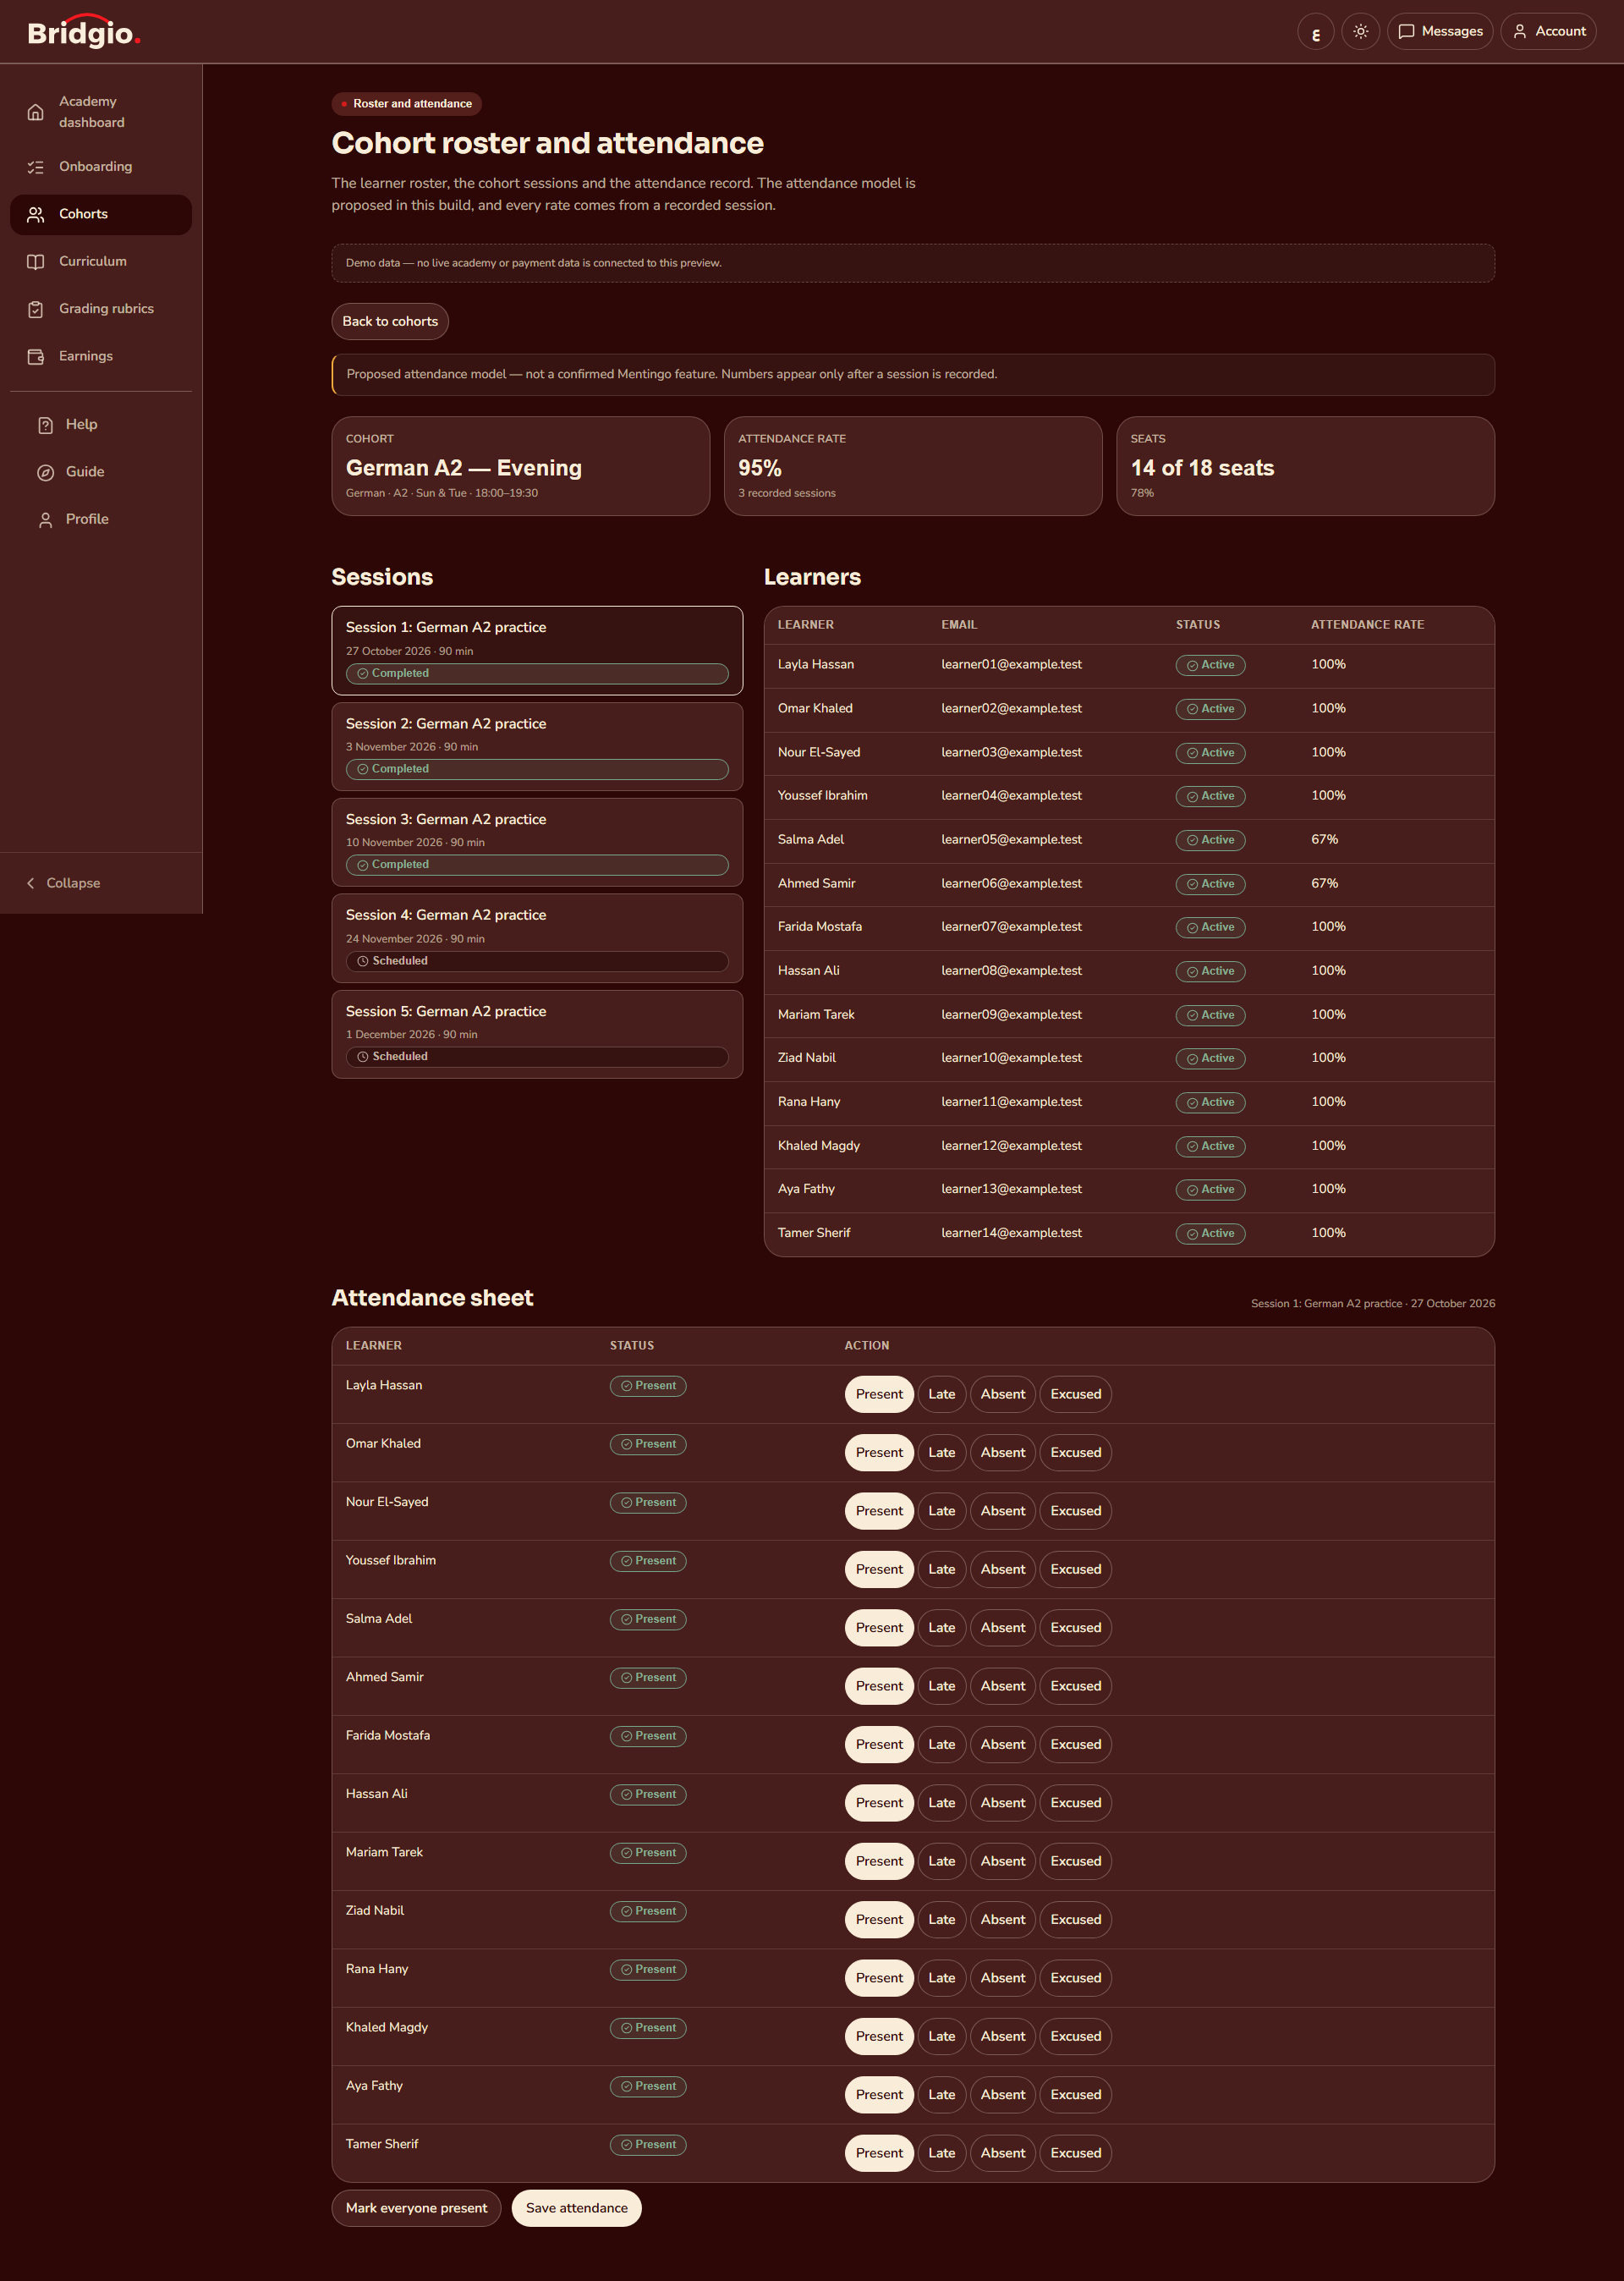 Bridgio.
ع
Messages
Account
Academy
dashboard
Onboarding
Cohorts
Curriculum
Grading rubrics
Earnings
Help
Guide
Profile
Collapse
Roster and attendance
Cohort roster and attendance
The learner roster, the cohort sessions and the attendance record. The attendance model is
proposed in this build, and every rate comes from a recorded session.
Demo data — no live academy or payment data is connected to this preview.
Back to cohorts
Proposed attendance model — not a confirmed Mentingo feature. Numbers appear only after a session is recorded.
COHORT
German A2 — Evening
German · A2 · Sun & Tue · 18:00–19:30
ATTENDANCE RATE
95%
3 recorded sessions
SEATS
14 of 18 seats
78%
Sessions
Session 1: German A2 practice
27 October 2026 · 90 min
Completed
Session 2: German A2 practice
3 November 2026 · 90 min
Completed
Session 3: German A2 practice
10 November 2026 · 90 min
Completed
Session 4: German A2 practice
24 November 2026 · 90 min
Scheduled
Session 5: German A2 practice
1 December 2026 · 90 min
Scheduled
Learners
LEARNER EMAIL STATUS ATTENDANCE RATE
Layla Hassan learner01@example.test Active 100%
Omar Khaled learner02@example.test Active 100%
Nour El-Sayed learner03@example.test Active 100%
Youssef Ibrahim learner04@example.test Active 100%
Salma Adel learner05@example.test Active 67%
Ahmed Samir learner06@example.test Active 67%
Farida Mostafa learner07@example.test Active 100%
Hassan Ali learner08@example.test Active 100%
Mariam Tarek learner09@example.test Active 100%
Ziad Nabil learner10@example.test Active 100%
Rana Hany learner11@example.test Active 100%
Khaled Magdy learner12@example.test Active 100%
Aya Fathy learner13@example.test Active 100%
Tamer Sherif learner14@example.test Active 100%
Attendance sheet
Session 1: German A2 practice · 27 October 2026
LEARNER STATUS ACTION
Layla Hassan Present Present Late Absent Excused
Omar Khaled Present Present Late Absent Excused
Nour El-Sayed Present Present Late Absent Excused
Youssef Ibrahim Present Present Late Absent Excused
Salma Adel Present Present Late Absent Excused
Ahmed Samir Present Present Late Absent Excused
Farida Mostafa Present Present Late Absent Excused
Hassan Ali Present Present Late Absent Excused
Mariam Tarek Present Present Late Absent Excused
Ziad Nabil Present Present Late Absent Excused
Rana Hany Present Present Late Absent Excused
Khaled Magdy Present Present Late Absent Excused
Aya Fathy Present Present Late Absent Excused
Tamer Sherif Present Present Late Absent Excused
Mark everyone present
Save attendance